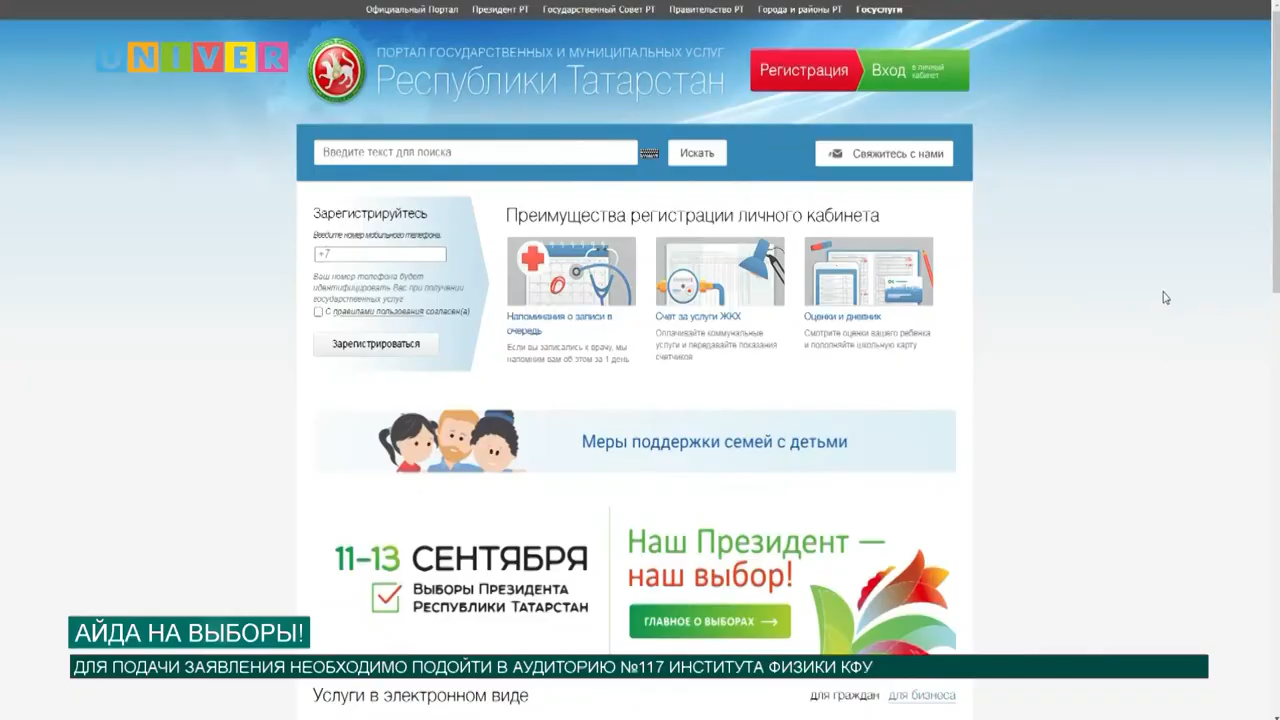 Официальный Портал Президент РТ Государственный Совет РТ Правительство РТ Города и районы РТ Госуслуги
UNIVER
ПОРТАЛ ГОСУДАРСТВЕННЫХ И МУНИЦИПАЛЬНЫХ УСЛУГ
Республики Татарстан
Регистрация
Вход в личный кабинет
Введите текст для поиска
Искать
Свяжитесь с нами
Зарегистрируйтесь
Введите номер мобильного телефона.
+7
Ваш номер телефона будет
идентифицировать Вас при получении
государственных услуг
С правилами пользования согласен(а)
Зарегистрироваться
Преимущества регистрации личного кабинета
Напоминания о записи в
очередь
Если вы записались к врачу, мы
напомним вам об этом за 1 день
Счет за услуги ЖКХ
Оплачивайте коммунальные
услуги и передавайте показания
счетчиков
Оценки и дневник
Смотрите оценки вашего ребенка
и пополняйте школьную карту
Меры поддержки семей с детьми
11–13 СЕНТЯБРЯ
ВЫБОРЫ ПРЕЗИДЕНТА
РЕСПУБЛИКИ ТАТАРСТАН
Наш Президент —
наш выбор!
ГЛАВНОЕ О ВЫБОРАХ →
АЙДА НА ВЫБОРЫ!
ДЛЯ ПОДАЧИ ЗАЯВЛЕНИЯ НЕОБХОДИМО ПОДОЙТИ В АУДИТОРИЮ №117 ИНСТИТУТА ФИЗИКИ КФУ
Услуги в электронном виде
для граждан для бизнеса